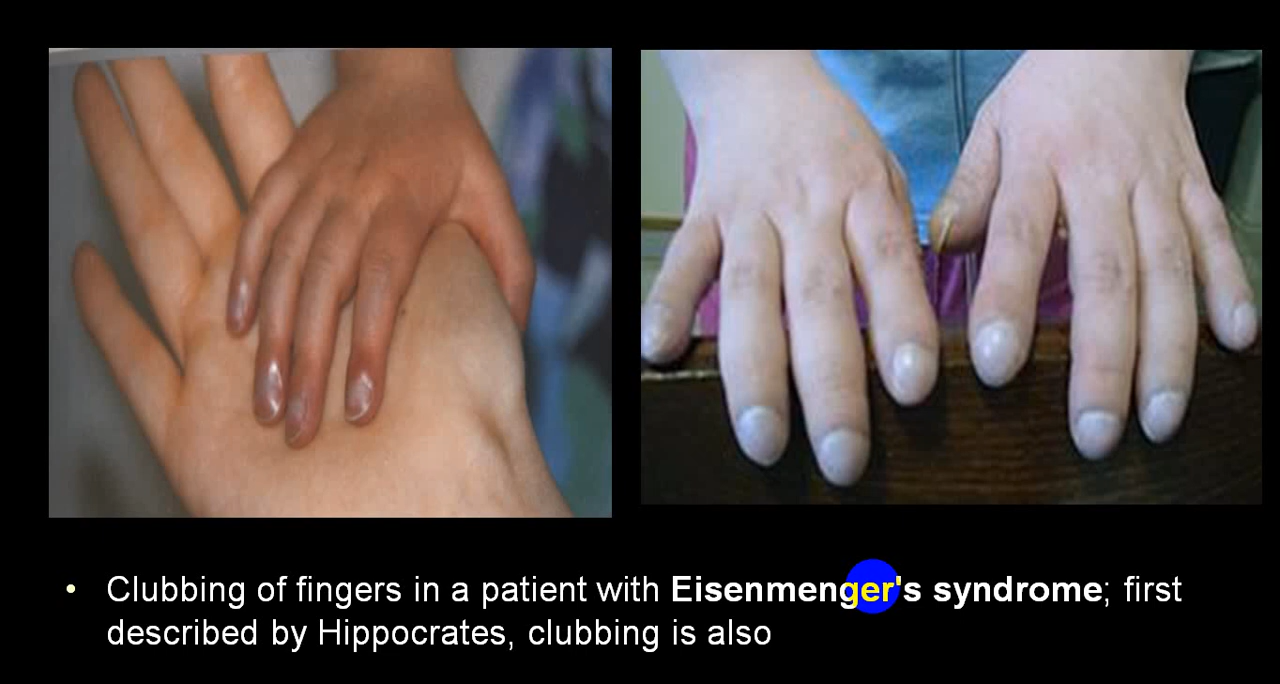 • Clubbing of fingers in a patient with Eisenmenger's syndrome; first
described by Hippocrates, clubbing is also